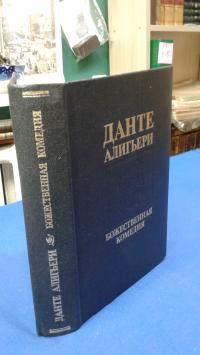 ДАНТЕ
АЛИГЬЕРИ
БОЖЕСТВЕННАЯ
КОМЕДИЯ
ДАНТЕ АЛИГЬЕРИ БОЖЕСТВЕННАЯ КОМЕДИЯ